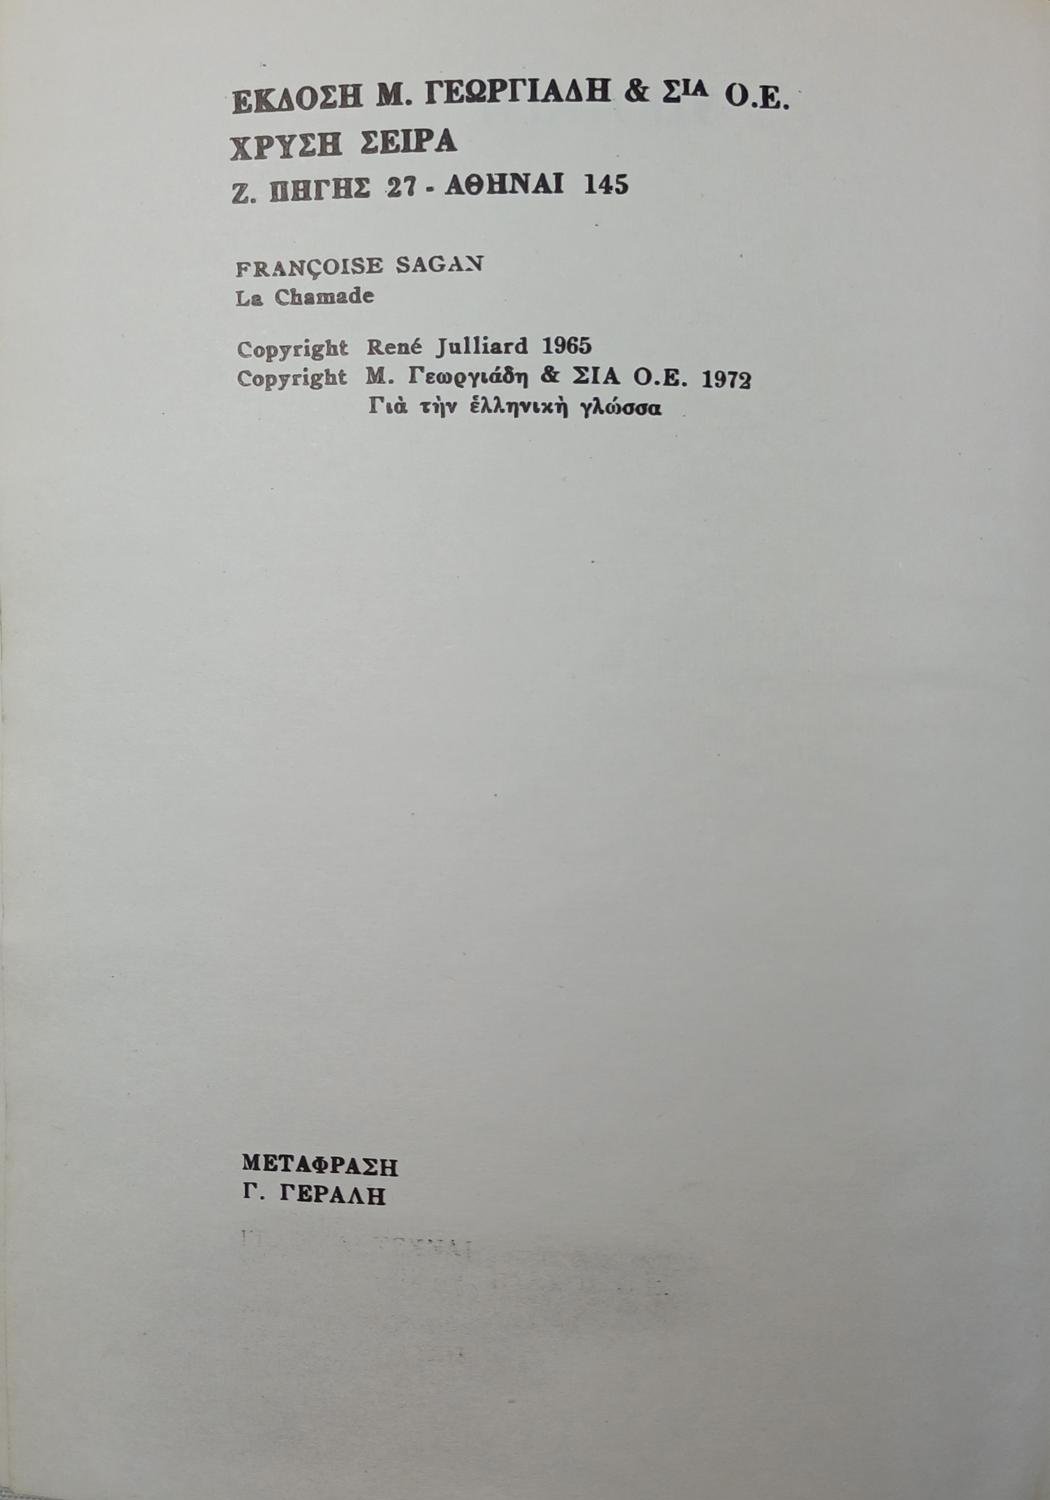 ΕΚΔΟΣΗ Μ. ΓΕΩΡΓΙΑΔΗ & ΣΙΑ Ο.Ε.
ΧΡΥΣΗ ΣΕΙΡΑ
Ζ. ΠΗΓΗΣ 27 - ΑΘΗΝΑΙ 145
FRANÇOISE SAGAN
La Chamade
Copyright René Julliard 1965
Copyright Μ. Γεωργιάδη & ΣΙΑ Ο.Ε. 1972
Γιὰ τὴν ἑλληνικὴ γλώσσα
ΜΕΤΑΦΡΑΣΗ
Γ. ΓΕΡΑΛΗ